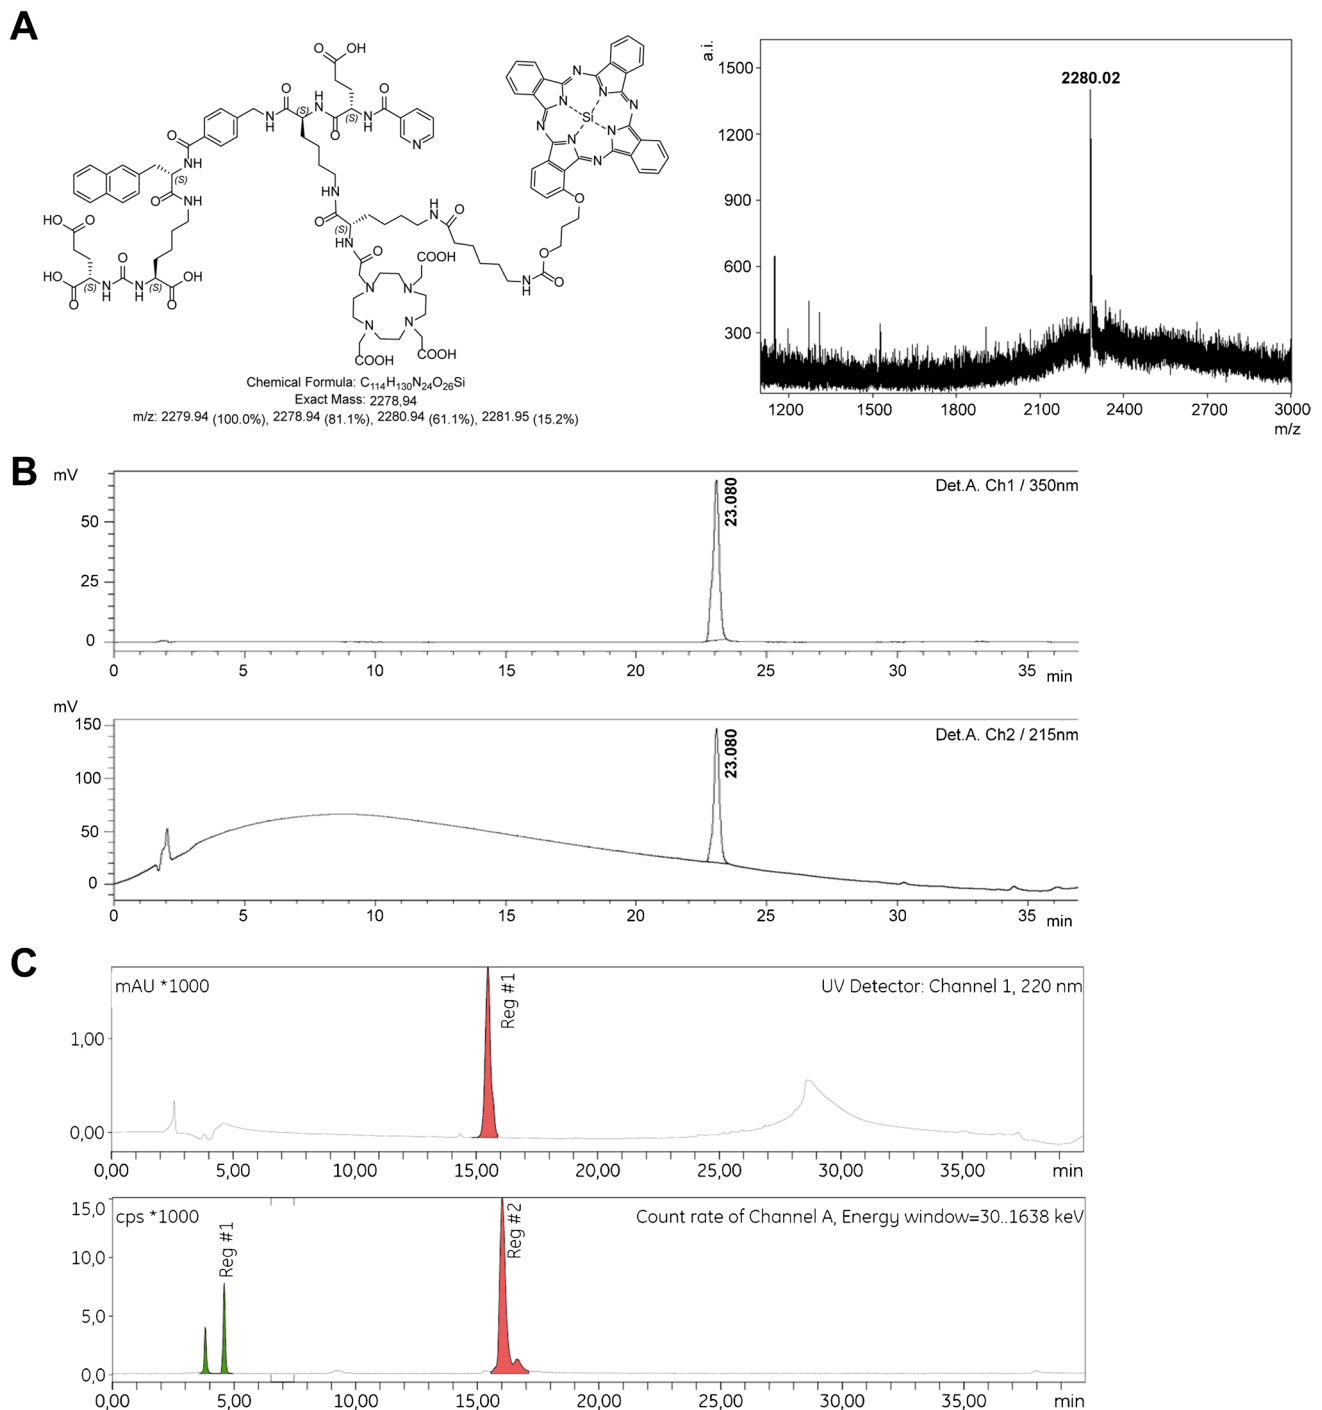 A
O
OH
O
O
NH
O
NH
(S)
(S)
N
H
O
N
H
N
O
NH
(S)
O
NH
HN
O
(S)
HN
H
N
O
O
HO
O
HO
O
(S)
N
H
O
N
H
(S)
O
OH
COOH
N
N
N
N
COOH
COOH
N
H
O
O
O
N
N
N
N
Si
N
N
N
N
Chemical Formula: C114H130N24O26Si
Exact Mass: 2278,94
m/z: 2279.94 (100.0%), 2278.94 (81.1%), 2280.94 (61.1%), 2281.95 (15.2%)
a.i.
2280.02
1500
1200
900
600
300
1200 1500 1800 2100 2400 2700 3000
m/z
B
mV
Det.A. Ch1 / 350nm
23.080
50
25
0
0 5 10 15 20 25 30 35 min
mV
Det.A. Ch2 / 215nm
23.080
150
100
50
0
0 5 10 15 20 25 30 35 min
C
mAU *1000
Reg #1
UV Detector: Channel 1, 220 nm
1,00
0,00
0,00 5,00 10,00 15,00 20,00 25,00 30,00 35,00 min
cps *1000
Reg #1
Reg #2
Count rate of Channel A, Energy window=30..1638 keV
15,0
10,0
5,0
0,0
0,00 5,00 10,00 15,00 20,00 25,00 30,00 35,00 min